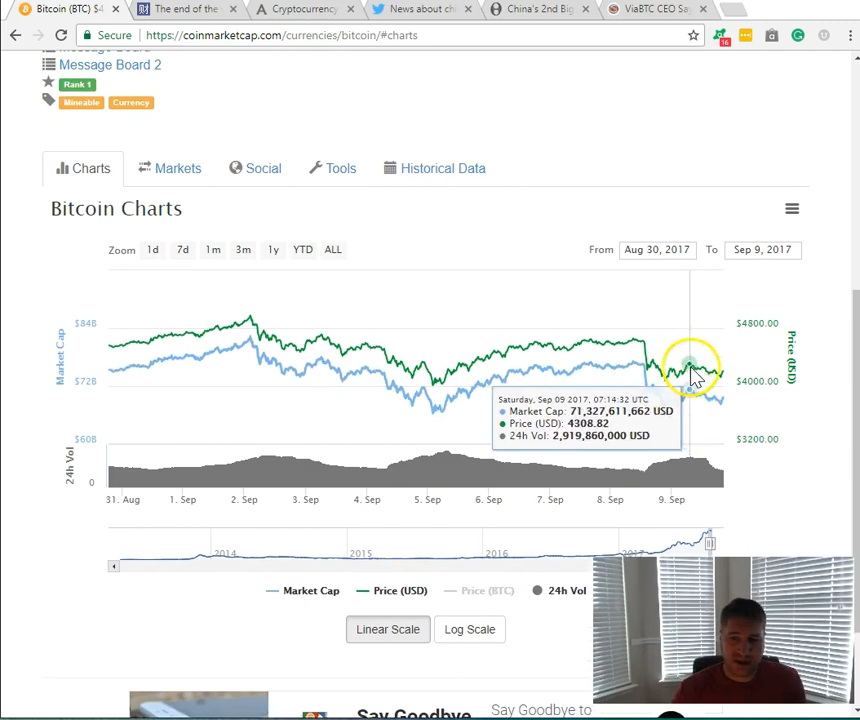 Bitcoin (BTC) $4
The end of the
Cryptocurrency
News about chi
China's 2nd Big
ViaBTC CEO Say
Secure
https://coinmarketcap.com/currencies/bitcoin/#charts
16
Message Board
Message Board 2
Rank 1
Mineable
Currency
Charts
Markets
Social
Tools
Historical Data
Bitcoin Charts
Zoom 1d 7d 1m 3m 1y YTD ALL
From Aug 30, 2017 To Sep 9, 2017
$84B
$4800.00
Market Cap
Price (USD)
$72B
$4000.00
Saturday, Sep 09 2017, 07:14:32 UTC
Market Cap: 71,327,611,662 USD
Price (USD): 4308.82
24h Vol: 2,919,860,000 USD
$60B
$3200.00
24h Vol
0
31. Aug 1. Sep 2. Sep 3. Sep 4. Sep 5. Sep 6. Sep 7. Sep 8. Sep 9. Sep
2014 2015 2016 2017
Market Cap
Price (USD)
Price (BTC)
24h Vol
Linear Scale
Log Scale
Say Goodbye
Say Goodbye to